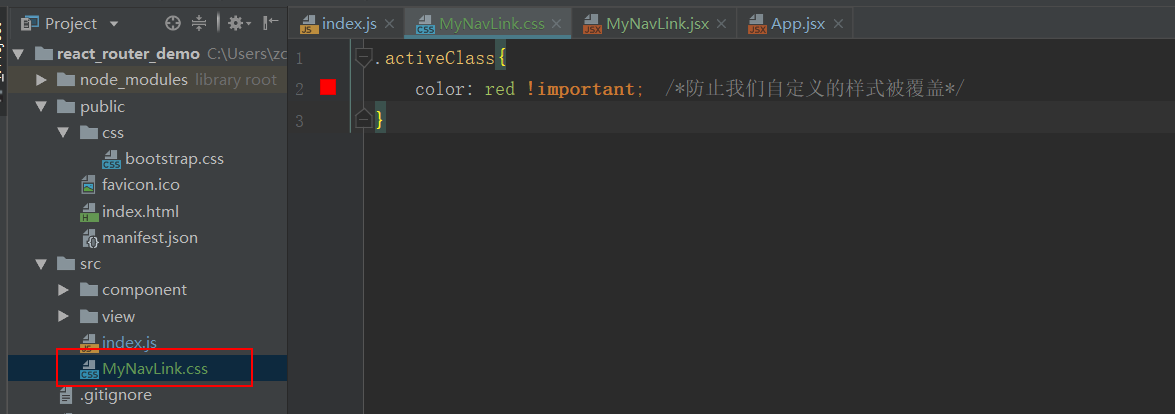 Project
index.js
MyNavLink.css
MyNavLink.jsx
App.jsx
react_router_demo C:\Users\zc
node_modules library root
public
css
bootstrap.css
favicon.ico
index.html
manifest.json
src
component
view
index.js
MyNavLink.css
.gitignore
1 .activeClass{
2 color: red !important; /*防止我们自定义的样式被覆盖*/
3 }